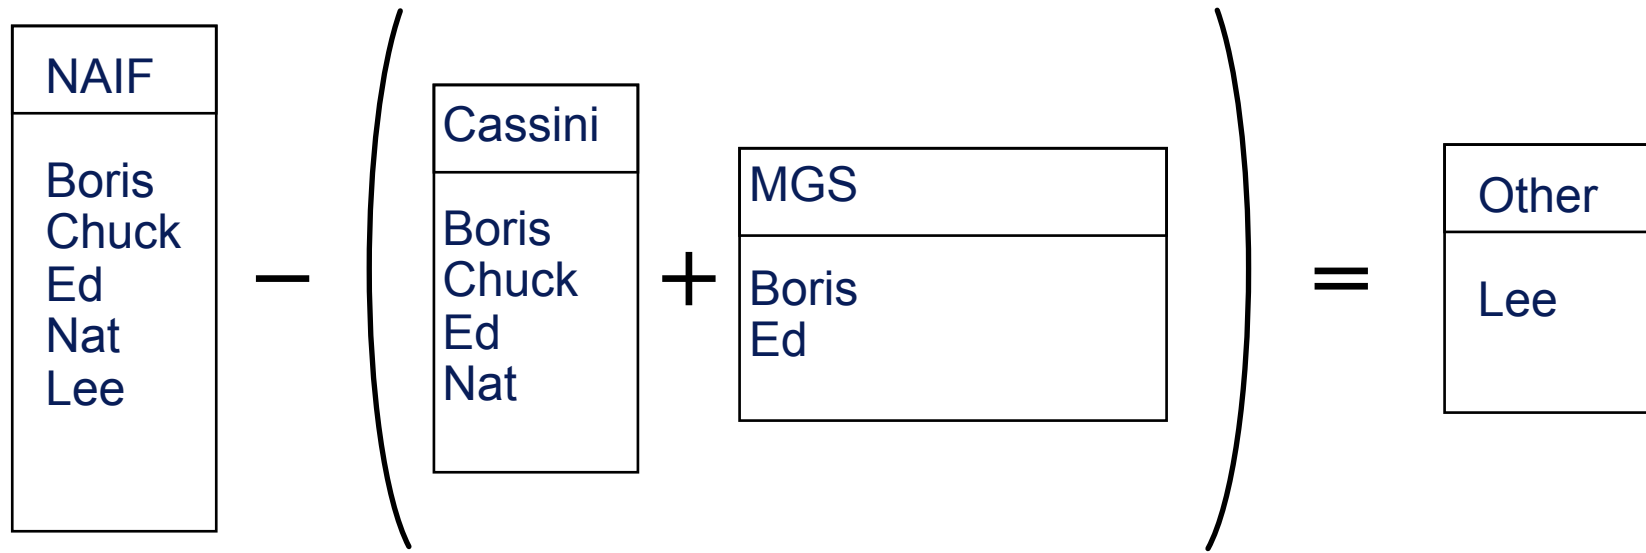 NAIF
Boris
Chuck
Ed
Nat
Lee
−
(
Cassini
Boris
Chuck
Ed
Nat
+
MGS
Boris
Ed
)
=
Other
Lee